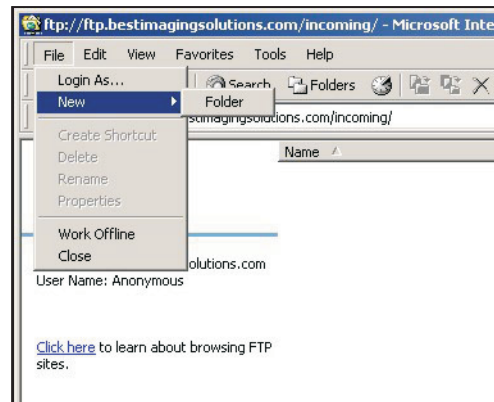 ftp://ftp.bestimagingsolutions.com/incoming/ - Microsoft Inte
File Edit View Favorites Tools Help
Login As...
Search Folders
New
Folder
stimagingsolutions.com/incoming/
Create Shortcut
Name
Delete
Rename
Properties
Work Offline
Close
olutions.com
User Name: Anonymous
Click here to learn about browsing FTP
sites.